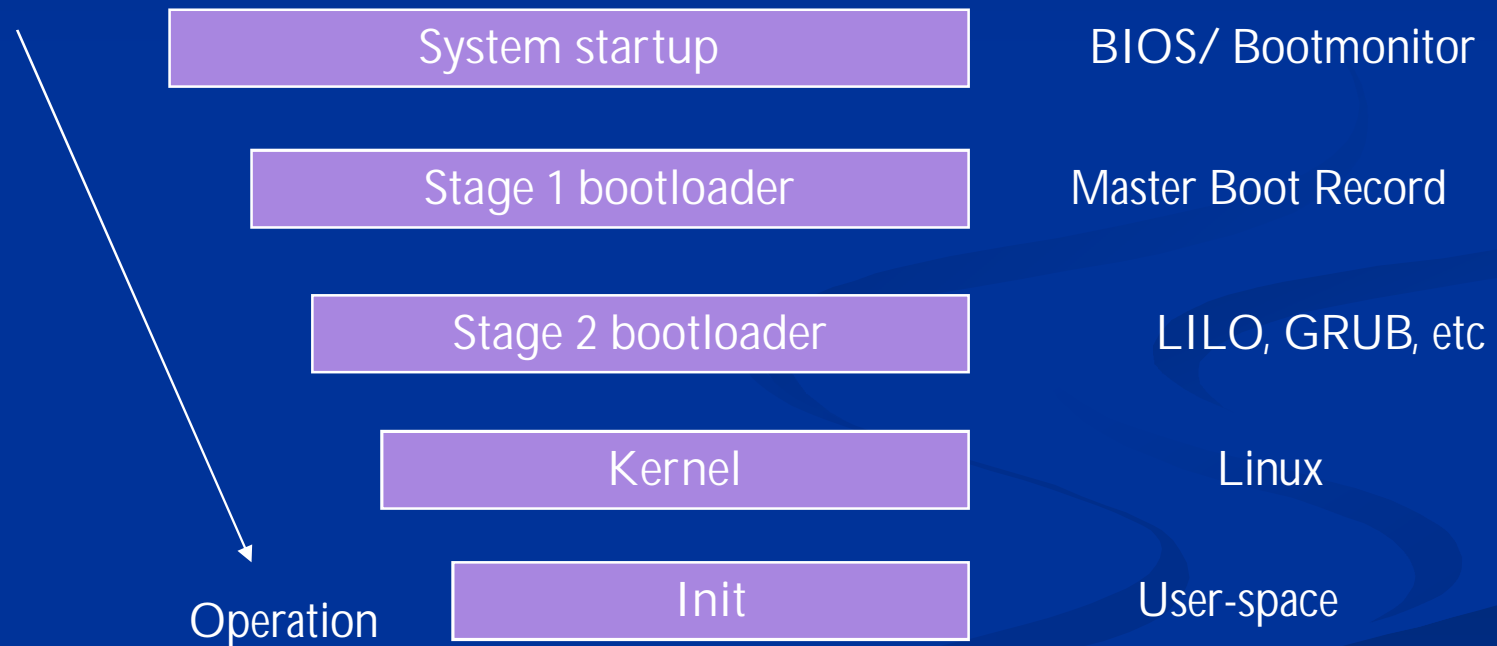 System startup BIOS/ Bootmonitor
Stage 1 bootloader Master Boot Record
Stage 2 bootloader LILO, GRUB, etc
Kernel Linux
Init User-space
Operation